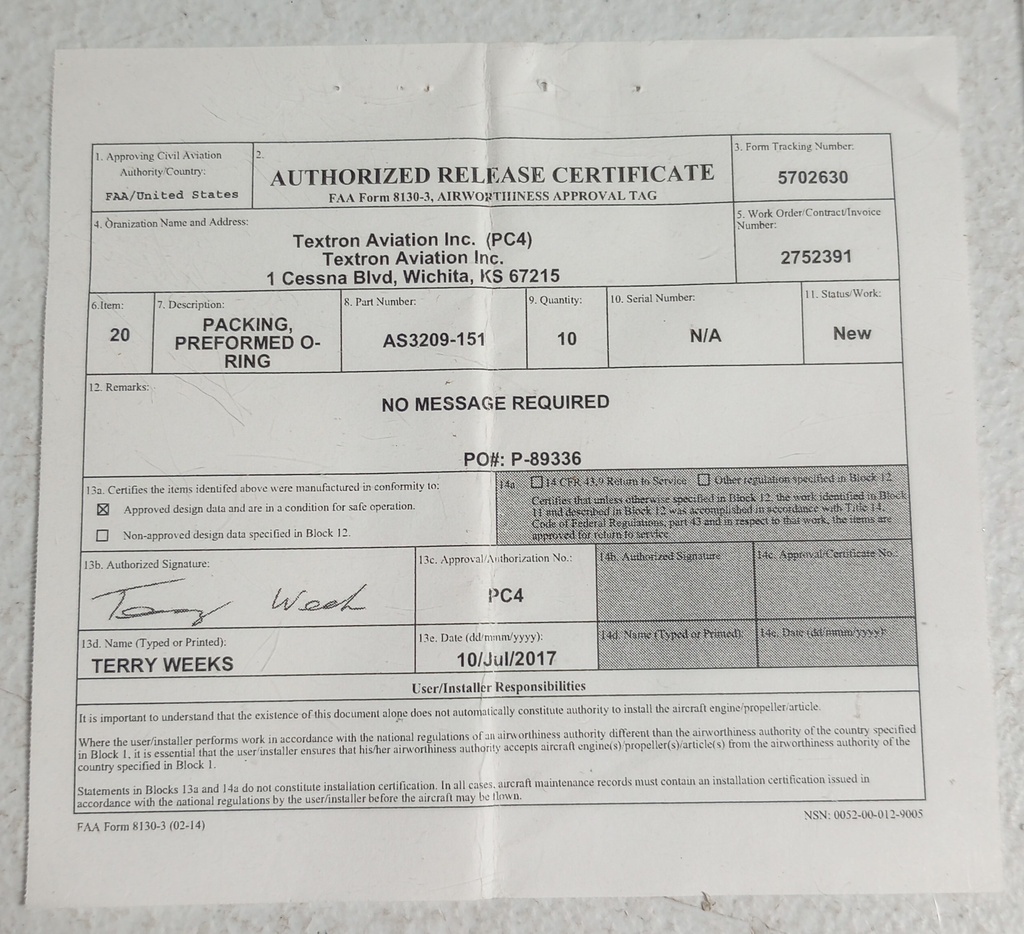 1. Approving Civil Aviation
Authority/Country:
FAA/United States
2.
AUTHORIZED RELEASE CERTIFICATE
FAA Form 8130-3, AIRWORTHINESS APPROVAL TAG
3. Form Tracking Number:
5702630
4. Oranization Name and Address:
Textron Aviation Inc. (PC4)
Textron Aviation Inc.
1 Cessna Blvd, Wichita, KS 67215
5. Work Order/Contract/Invoice
Number:
2752391
6.Item:
20
7. Description:
PACKING,
PREFORMED O-
RING
8. Part Number:
AS3209-151
9. Quantity:
10
10. Serial Number:
N/A
11. Status/Work:
New
12. Remarks:
NO MESSAGE REQUIRED
PO#: P-89336
13a. Certifies the items identifed above were manufactured in conformity to:
☒ Approved design data and are in a condition for safe operation.
☐ Non-approved design data specified in Block 12.
14a ☐ 14 CFR 43.9 Return to Service ☐ Other regulation specified in Block 12
Certifies that unless otherwise specified in Block 12, the work identified in Block
11 and described in Block 12 was accomplished in accordance with Title 14,
Code of Federal Regulations, part 43 and in respect to that work, the items are
approved for return to service
13b. Authorized Signature:
Terry Weeks
13c. Approval/Authorization No.:
PC4
14b. Authorized Signature
14c. Approval/Certificate No.:
13d. Name (Typed or Printed):
TERRY WEEKS
13e. Date (dd/mmm/yyyy):
10/Jul/2017
14d. Name (Typed or Printed):
14e. Date (dd/mmm/yyyy):
User/Installer Responsibilities
It is important to understand that the existence of this document alone does not automatically constitute authority to install the aircraft engine/propeller/article.
Where the user/installer performs work in accordance with the national regulations of an airworthiness authority different than the airworthiness authority of the country specified
in Block 1, it is essential that the user/installer ensures that his/her airworthiness authority accepts aircraft engine(s)/propeller(s)/article(s) from the airworthiness authority of the
country specified in Block 1.
Statements in Blocks 13a and 14a do not constitute installation certification. In all cases, aircraft maintenance records must contain an installation certification issued in
accordance with the national regulations by the user/installer before the aircraft may be flown.
FAA Form 8130-3 (02-14)
NSN: 0052-00-012-9005